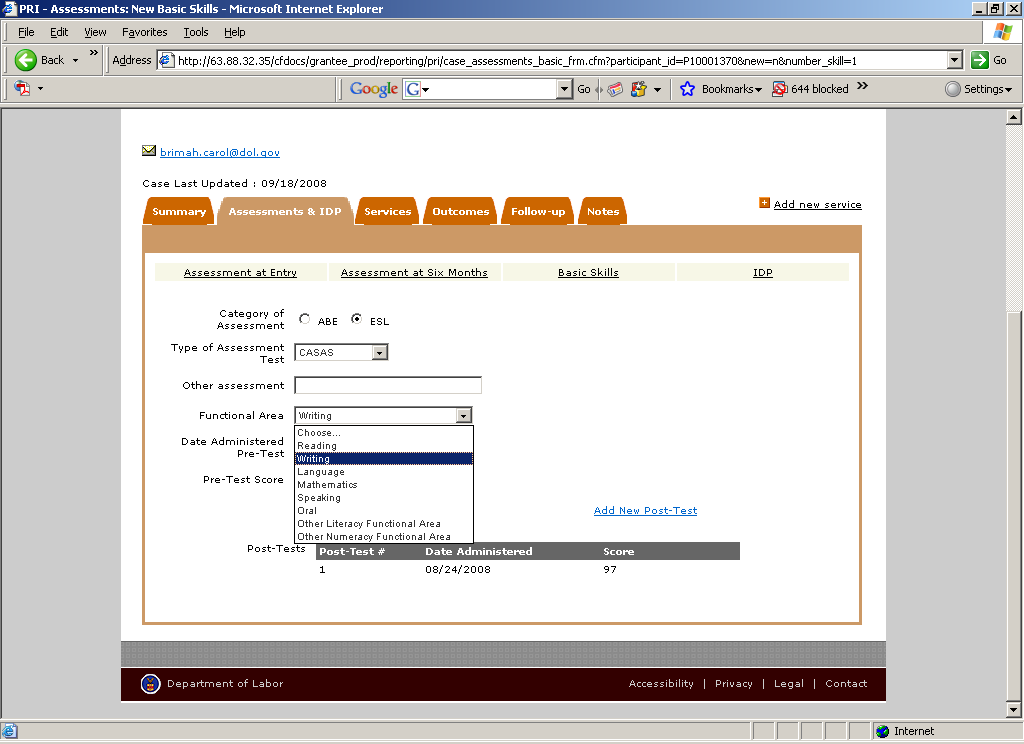 PRI - Assessments: New Basic Skills - Microsoft Internet Explorer
File Edit View Favorites Tools Help
Back » Address http://63.88.32.35/cfdocs/grantee_prod/reporting/pri/case_assessments_basic_frm.cfm?participant_id=P10001370&new=n&number_skill=1 Go
Google G Go Bookmarks 644 blocked » Settings
brimah.carol@dol.gov
Case Last Updated : 09/18/2008
Summary Assessments & IDP Services Outcomes Follow-up Notes Add new service
Assessment at Entry Assessment at Six Months Basic Skills IDP
Category of
Assessment ABE ESL
Type of Assessment
Test CASAS
Other assessment
Functional Area Writing
Choose...
Date Administered
Reading
Pre-Test
Writing
Language
Pre-Test Score
Mathematics
Speaking
Oral
Add New Post-Test
Other Literacy Functional Area
Other Numeracy Functional Area
Post-Tests Post-Test # Date Administered Score
1 08/24/2008 97
Department of Labor Accessibility | Privacy | Legal | Contact
Internet